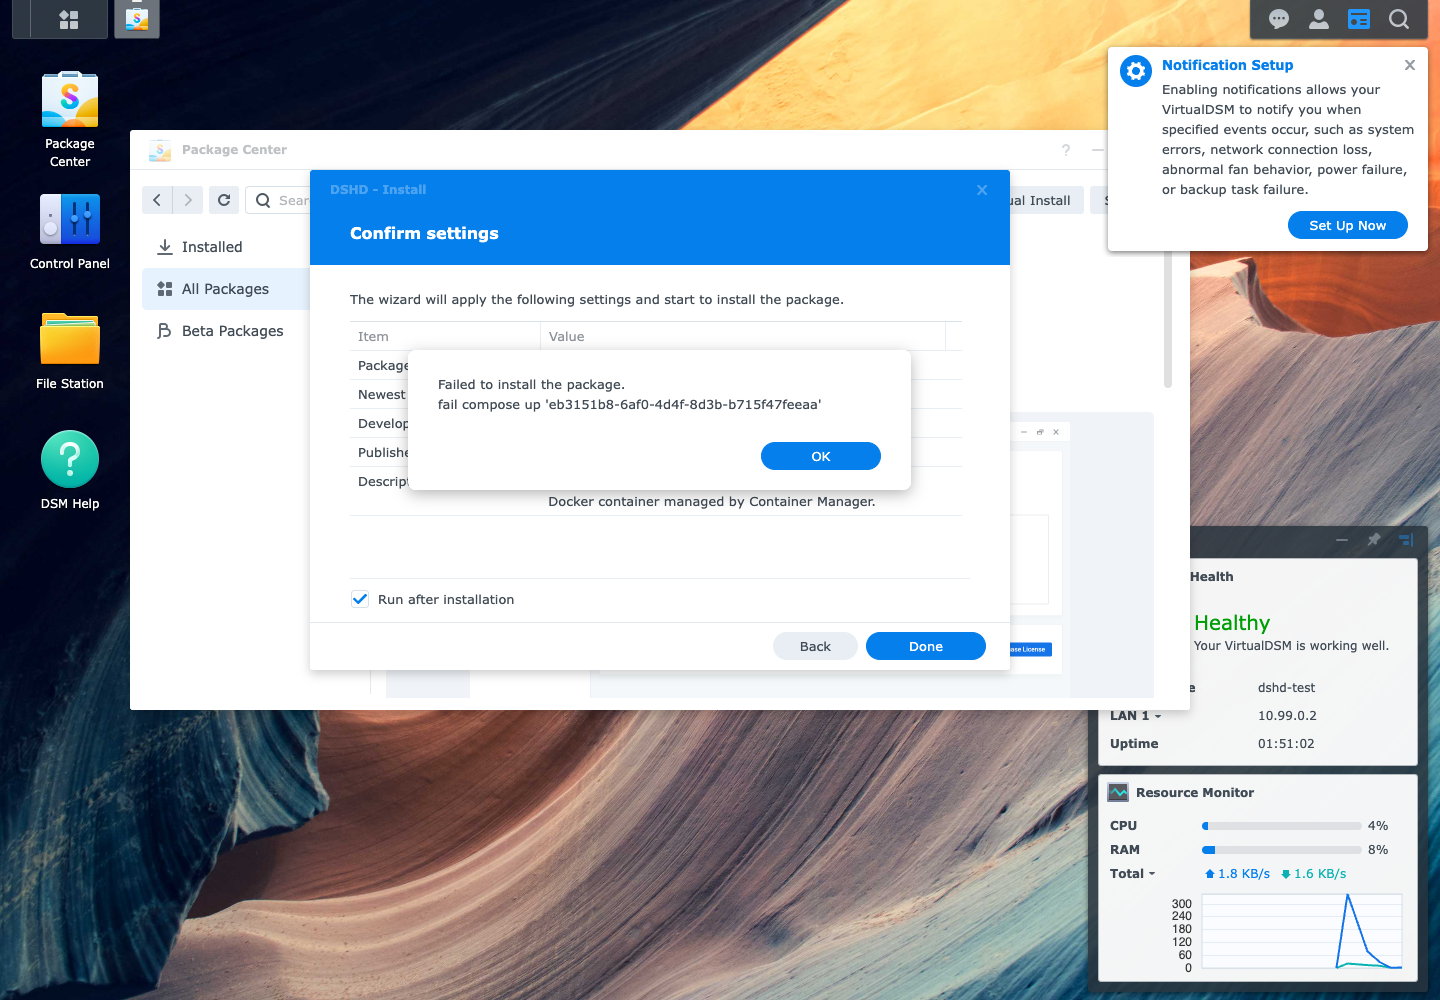 Package
Center
Control Panel
File Station
DSM Help
Package Center
?
Installed
All Packages
Beta Packages
Install
DSHD - Install
Confirm settings
The wizard will apply the following settings and start to install the package.
Item Value
Package
Newest
Develop
Publishe
Descrip
Docker container managed by Container Manager.
Failed to install the package.
fail compose up 'eb3151b8-6af0-4d4f-8d3b-b715f47feeaa'
OK
Run after installation
Back Done
License
Notification Setup
Enabling notifications allows your
VirtualDSM to notify you when
specified events occur, such as system
errors, network connection loss,
abnormal fan behavior, power failure,
or backup task failure.
Set Up Now
Health
Healthy
Your VirtualDSM is working well.
dshd-test
LAN 1 10.99.0.2
Uptime 01:51:02
Resource Monitor
CPU 4%
RAM 8%
Total 1.8 KB/s 1.6 KB/s
300
240
180
120
60
0